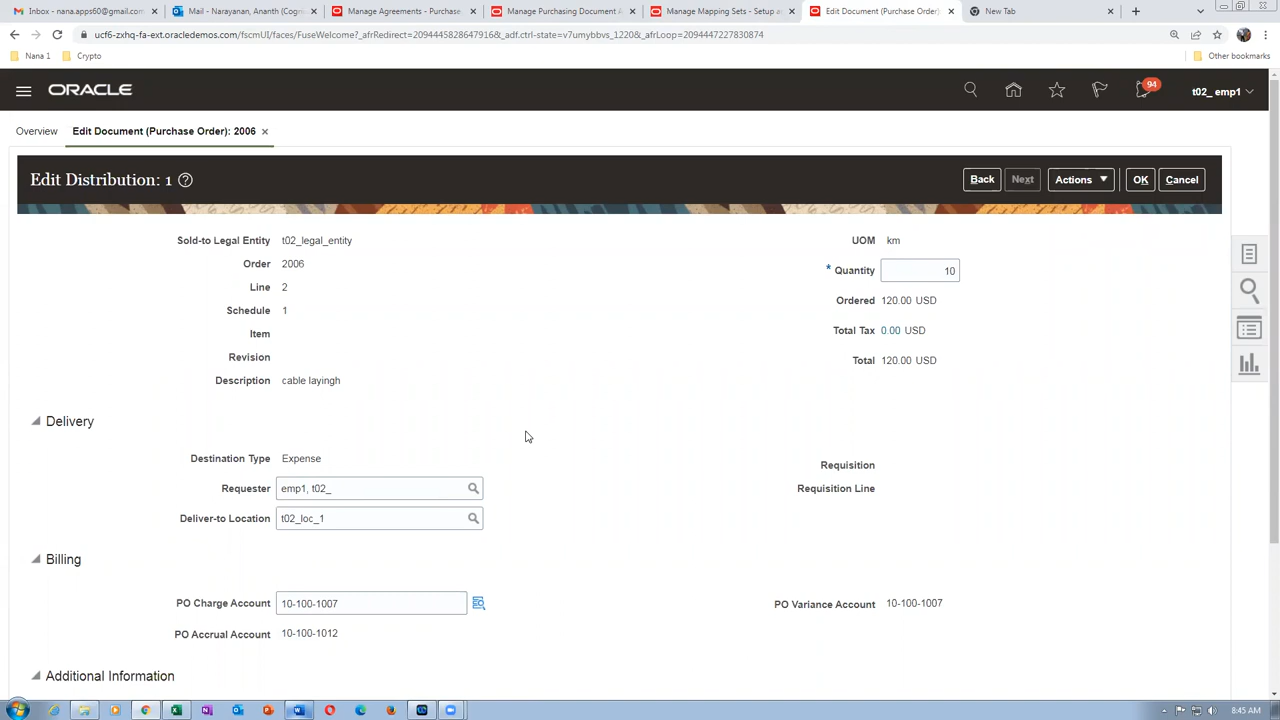 Inbox - nana.apps60@gmail.com
Mail - Narayanan, Ananth (Cogni
Manage Agreements - Purchase
Manage Purchasing Document A
Manage Mapping Sets - Setup a
Edit Document (Purchase Order)
New Tab
ucf6-zxhq-fa-ext.oracledemos.com/fscmUI/faces/FuseWelcome?_afrRedirect=20944458628647916&_adf.ctrl-state=v7umybbvs_1220&_afrLoop=20944447227830874
Nana 1
Crypto
Other bookmarks
ORACLE
94
t02_ emp1
Overview
Edit Document (Purchase Order): 2006
Edit Distribution: 1
Back
Next
Actions
OK
Cancel
Sold-to Legal Entity t02_legal_entity
UOM km
Order 2006
* Quantity 10
Line 2
Ordered 120.00 USD
Schedule 1
Total Tax 0.00 USD
Item
Revision
Total 120.00 USD
Description cable layingh
Delivery
Destination Type Expense
Requisition
Requester emp1, t02_
Requisition Line
Deliver-to Location t02_loc_1
Billing
PO Charge Account 10-100-1007
PO Variance Account 10-100-1007
PO Accrual Account 10-100-1012
Additional Information
8:45 AM